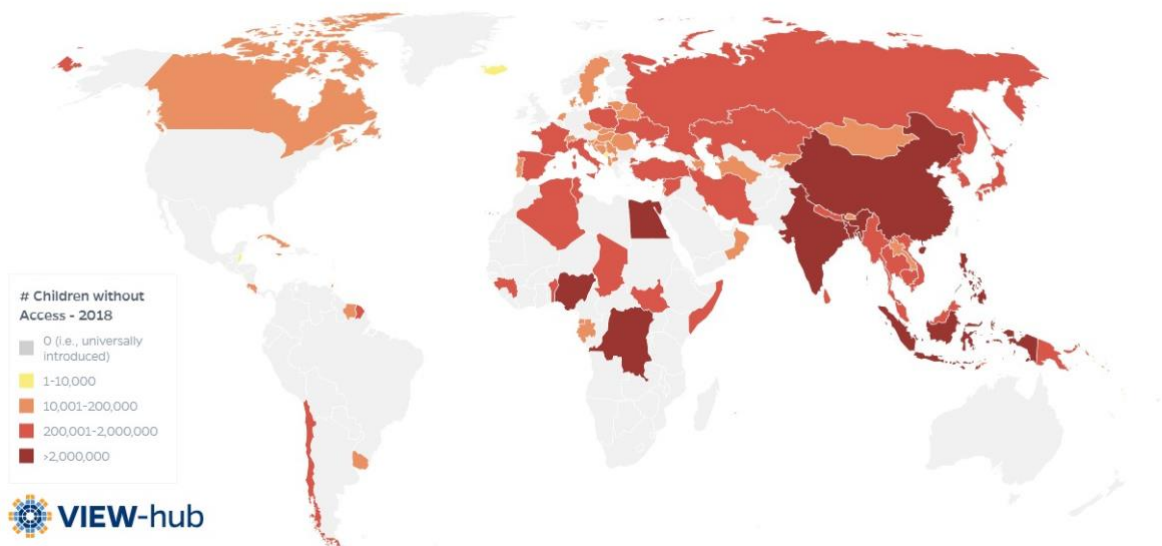 # Children without
Access - 2018
0 (i.e., universally
introduced)
1-10,000
10,001-200,000
200,001-2,000,000
>2,000,000
VIEW-hub